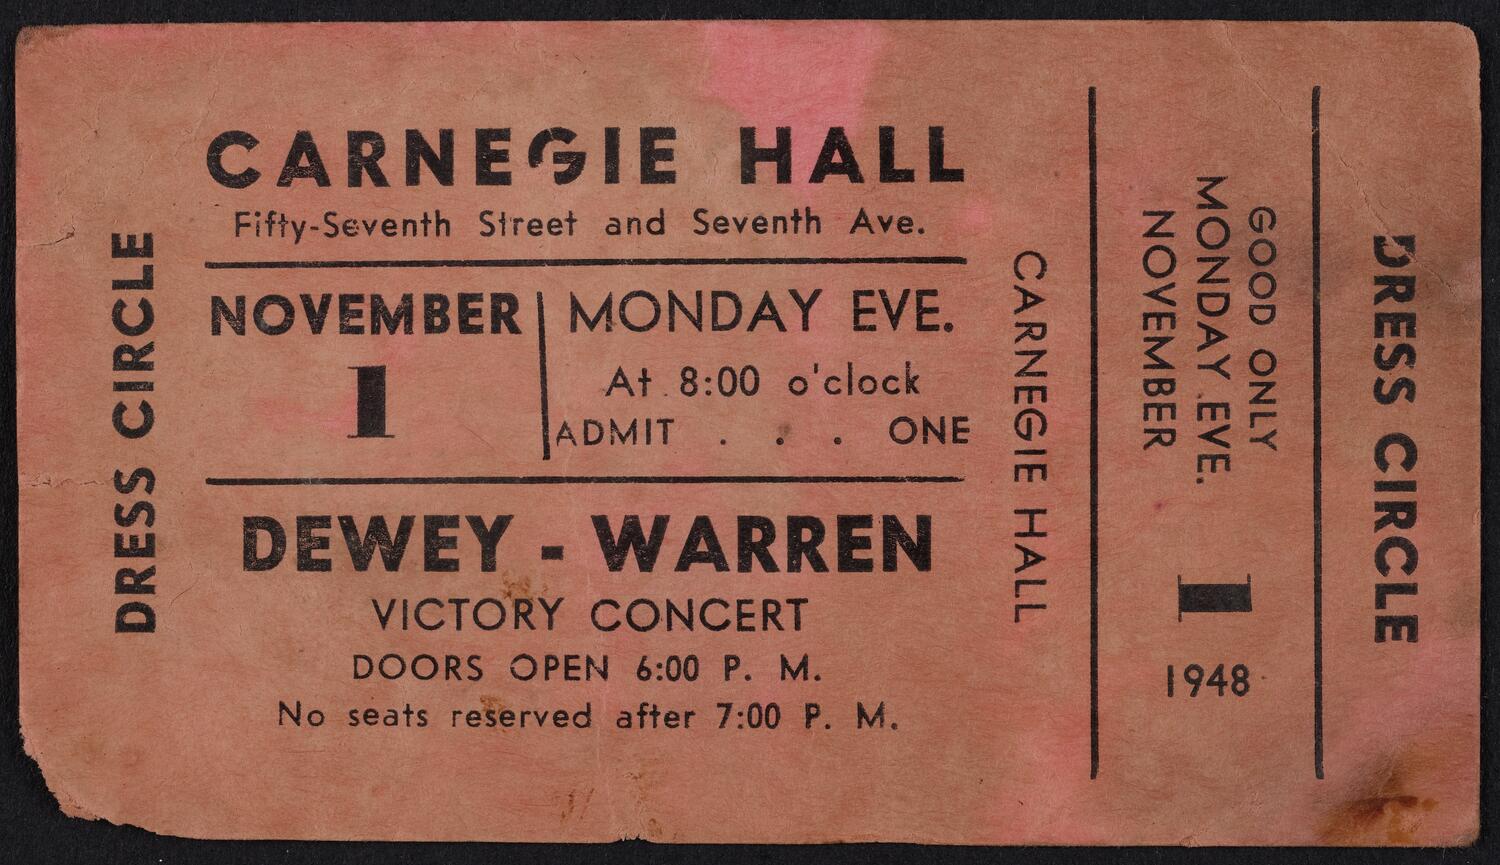 DRESS CIRCLE
CARNEGIE HALL
Fifty-Seventh Street and Seventh Ave.
NOVEMBER
1
MONDAY EVE.
At 8:00 o'clock
ADMIT . . . ONE
DEWEY - WARREN
VICTORY CONCERT
DOORS OPEN 6:00 P. M.
No seats reserved after 7:00 P. M.
CARNEGIE HALL
GOOD ONLY
MONDAY EVE.
NOVEMBER
1
1948
DRESS CIRCLE